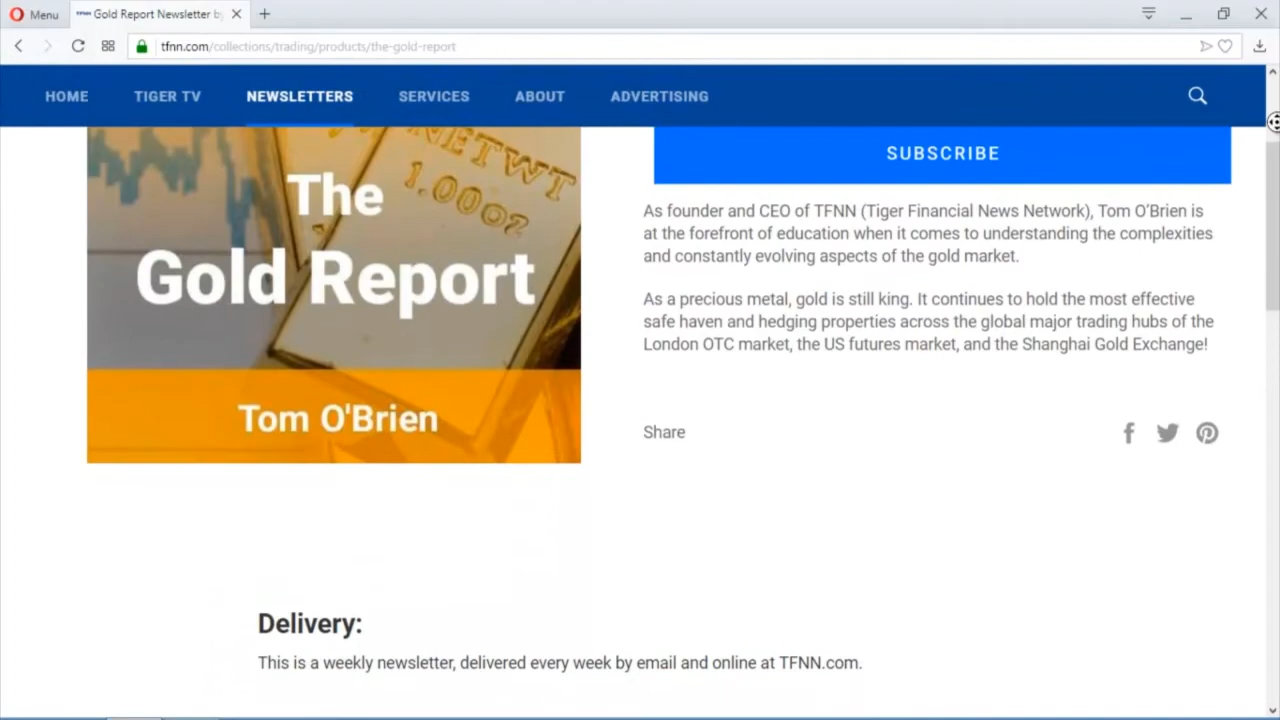 Menu
TFNN Gold Report Newsletter b
tfnn.com/collections/trading/products/the-gold-report
HOME TIGER TV NEWSLETTERS SERVICES ABOUT ADVERTISING
NETWT
1.00oz
The
Gold Report
Tom O'Brien
SUBSCRIBE
As founder and CEO of TFNN (Tiger Financial News Network), Tom O'Brien is
at the forefront of education when it comes to understanding the complexities
and constantly evolving aspects of the gold market.
As a precious metal, gold is still king. It continues to hold the most effective
safe haven and hedging properties across the global major trading hubs of the
London OTC market, the US futures market, and the Shanghai Gold Exchange!
Share
Delivery:
This is a weekly newsletter, delivered every week by email and online at TFNN.com.